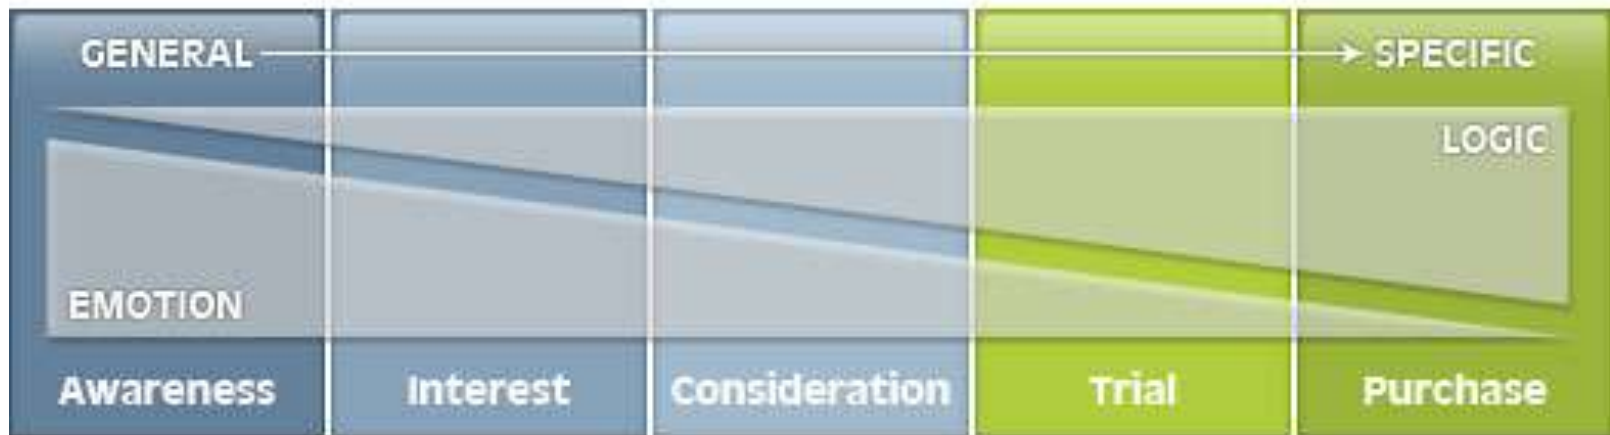 GENERAL SPECIFIC
LOGIC
EMOTION
Awareness Interest Consideration Trial Purchase